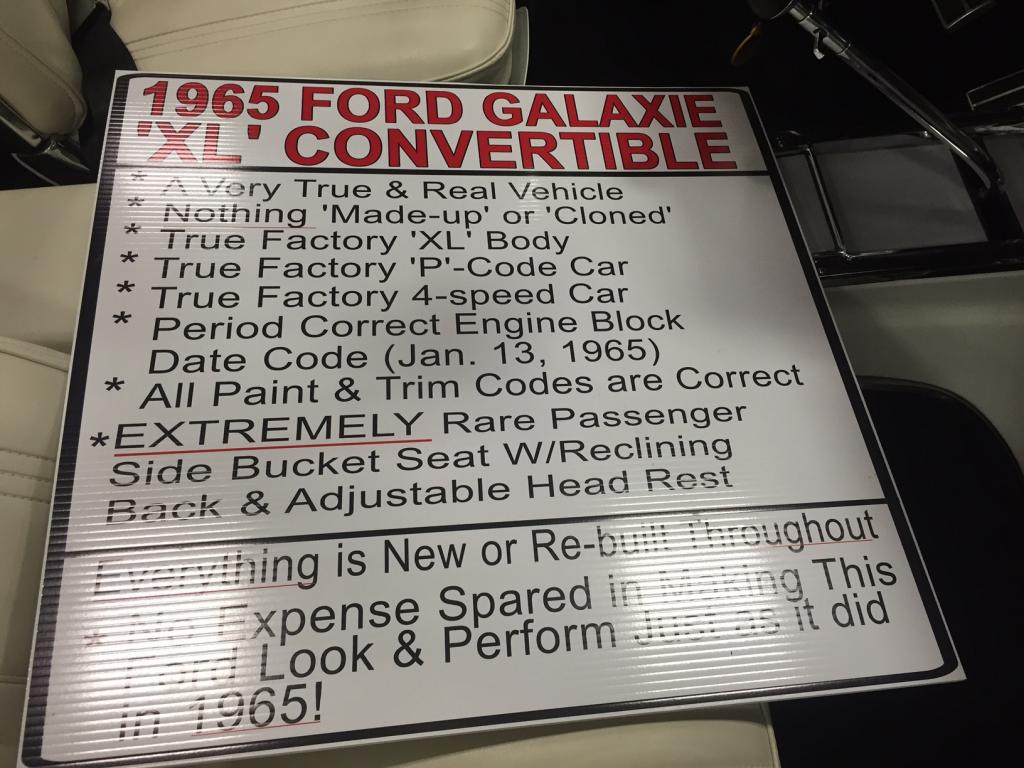 1965 FORD GALAXIE
'XL' CONVERTIBLE
* A Very True & Real Vehicle
* Nothing 'Made-up' or 'Cloned'
* True Factory 'XL' Body
* True Factory 'P'-Code Car
* True Factory 4-speed Car
* Period Correct Engine Block
Date Code (Jan. 13, 1965)
* All Paint & Trim Codes are Correct
*EXTREMELY Rare Passenger
Side Bucket Seat W/Reclining
Back & Adjustable Head Rest
Everything is New or Re-built Throughout
* No Expense Spared in Making This
Ford Look & Perform Just as it did
in 1965!